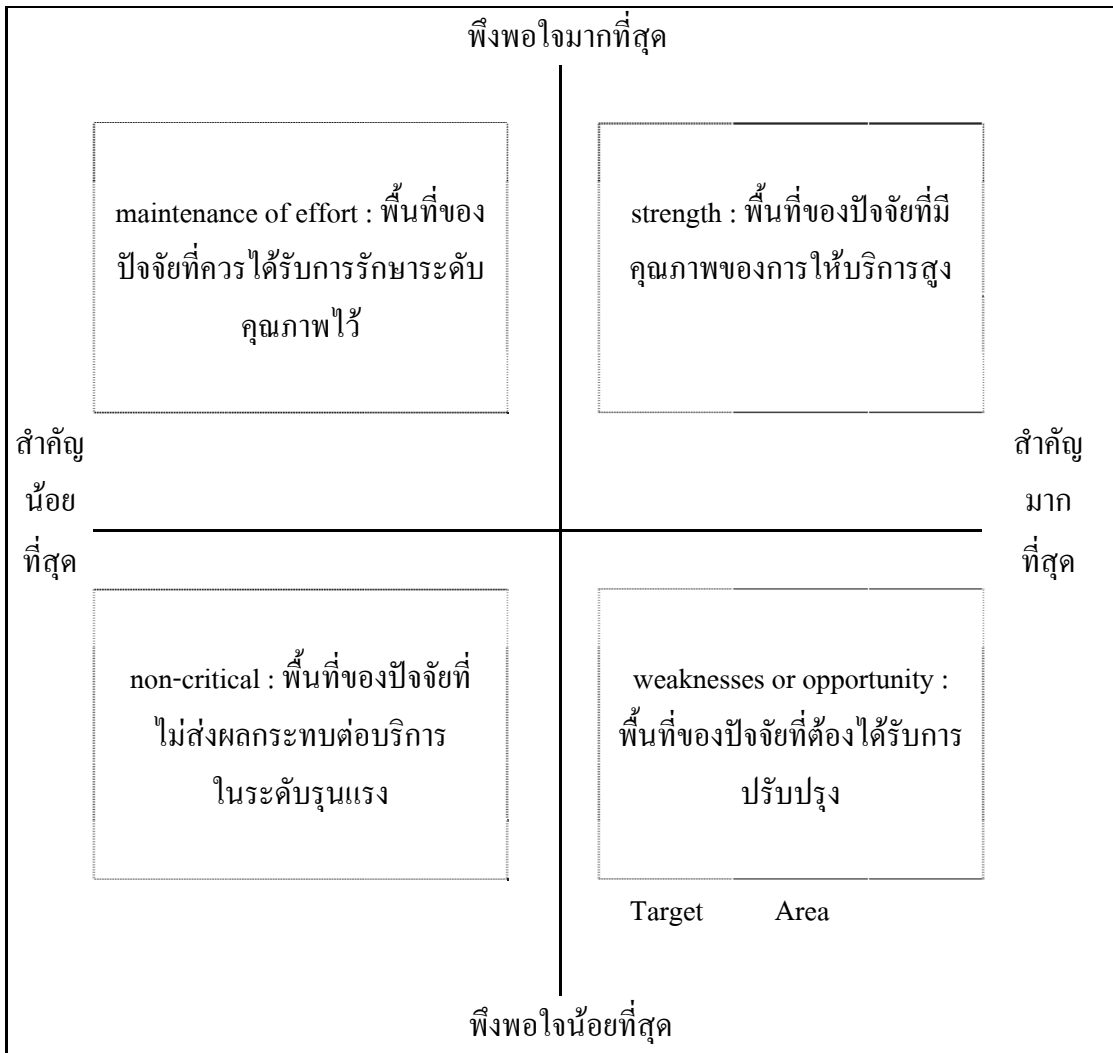 พึงพอใจมากที่สุด
maintenance of effort : พื้นที่ของ
ปัจจัยที่ควรได้รับการรักษาระดับ
คุณภาพไว้
strength : พื้นที่ของปัจจัยที่มี
คุณภาพของการให้บริการสูง
สำคัญ
น้อย
ที่สุด
สำคัญ
มาก
ที่สุด
non-critical : พื้นที่ของปัจจัยที่
ไม่ส่งผลกระทบต่อบริการ
ในระดับรุนแรง
weaknesses or opportunity :
พื้นที่ของปัจจัยที่ต้องได้รับการ
ปรับปรุง
Target Area
พึงพอใจน้อยที่สุด